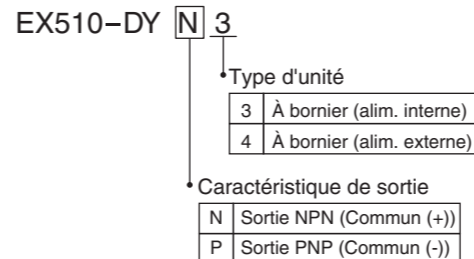 EX510-DY N 3
Type d'unité
3 À bornier (alim. interne)
4 À bornier (alim. externe)
Caractéristique de sortie
N Sortie NPN (Commun (+))
P Sortie PNP (Commun (-))